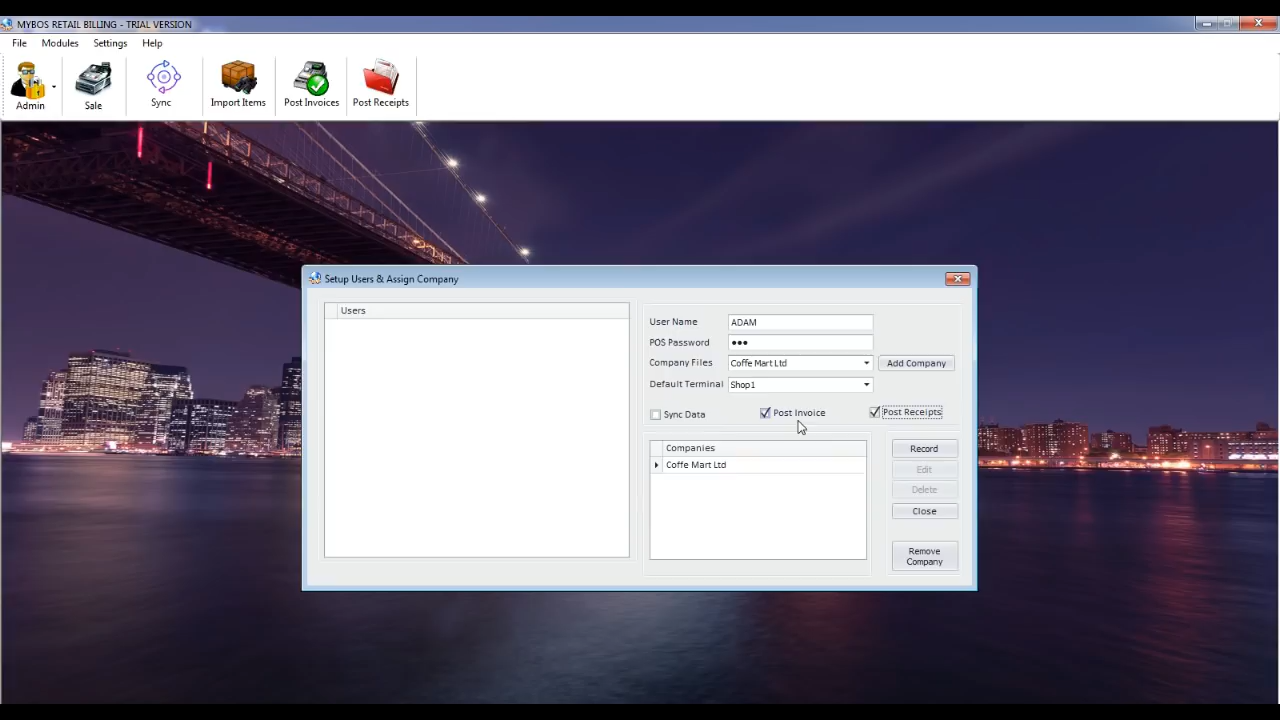 MYBOS RETAIL BILLING - TRIAL VERSION
File Modules Settings Help
Admin Sale Sync Import Items Post Invoices Post Receipts
Setup Users & Assign Company
Users
User Name ADAM
POS Password
Company Files Coffe Mart Ltd Add Company
Default Terminal Shop1
Sync Data Post Invoice Post Receipts
Companies
Coffe Mart Ltd
Record
Edit
Delete
Close
Remove
Company